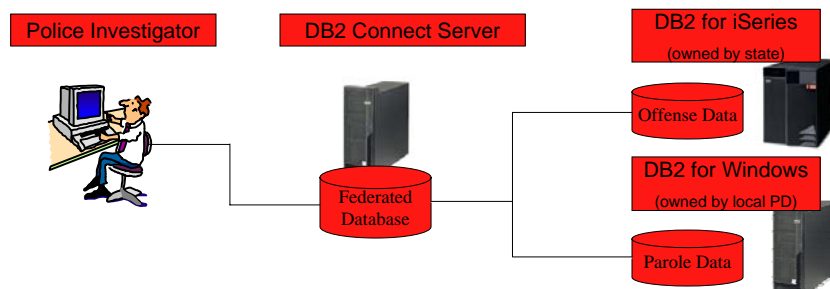 Police Investigator
DB2 Connect Server
DB2 for iSeries
(owned by state)
Offense Data
DB2 for Windows
(owned by local PD)
Federated
Database
Parole Data